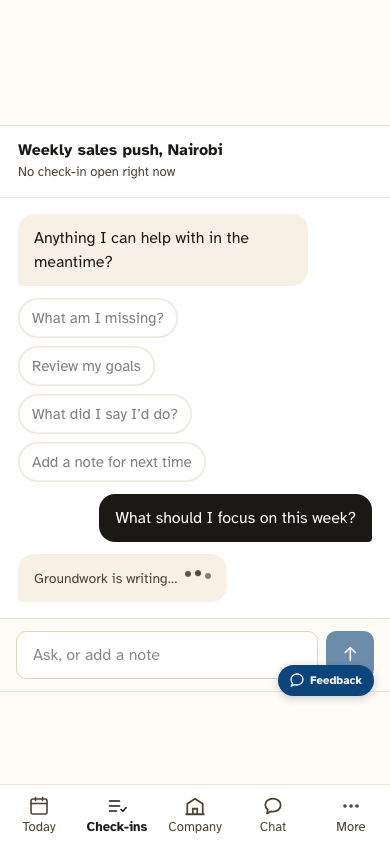 Weekly sales push, Nairobi
No check-in open right now
Anything I can help with in the
meantime?
What am I missing?
Review my goals
What did I say I’d do?
Add a note for next time
What should I focus on this week?
Groundwork is writing...
Ask, or add a note
Feedback
Today
Check-ins
Company
Chat
More